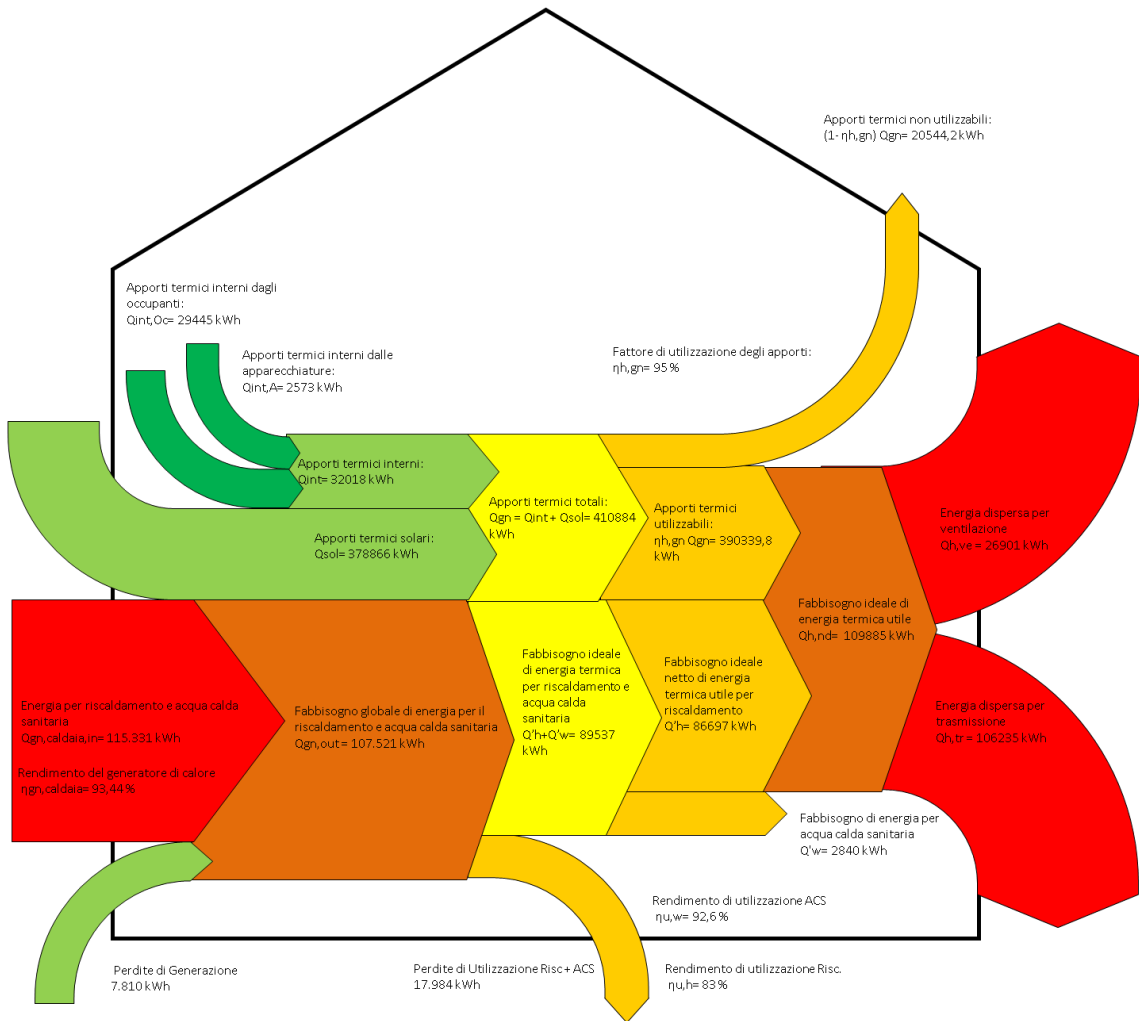 Apporti termici non utilizzabili:
(1- ηh,gn) Qgn= 20544,2 kWh
Apporti termici interni dagli
occupanti:
Qint,Oc= 29445 kWh
Apporti termici interni dalle
apparecchiature:
Qint,A= 2573 kWh
Fattore di utilizzazione degli apporti:
ηh,gn= 95%
Apporti termici interni:
Qint= 32018 kWh
Apporti termici totali:
Qgn = Qint + Qsol= 410884
kWh
Apporti termici
utilizzabili:
ηh,gn Qgn= 390339,8
kWh
Energia dispersa per
ventilazione
Qh,ve = 26901 kWh
Apporti termici solari:
Qsol= 378866 kWh
Fabbisogno ideale di
energia termica utile
Qh,nd= 109885 kWh
Fabbisogno ideale
di energia termica
per riscaldamento e
acqua calda
sanitaria
Q'h+Q'w= 89537
kWh
Fabbisogno ideale
netto di energia
termica utile per
riscaldamento
Q'h= 86697 kWh
Energia per riscaldamento e acqua calda
sanitaria
Qgn,caldaia,in= 115.331 kWh
Rendimento del generatore di calore
ηgn,caldaia= 93,44%
Fabbisogno globale di energia per il
riscaldamento e acqua calda sanitaria
Qgn,out = 107.521 kWh
Energia dispersa per
trasmissione
Qh,tr = 106235 kWh
Fabbisogno di energia per
acqua calda sanitaria
Q'w= 2840 kWh
Rendimento di utilizzazione ACS
ηu,w= 92,6%
Perdite di Generazione
7.810 kWh
Perdite di Utilizzazione Risc + ACS
17.984 kWh
Rendimento di utilizzazione Risc.
ηu,h= 83%